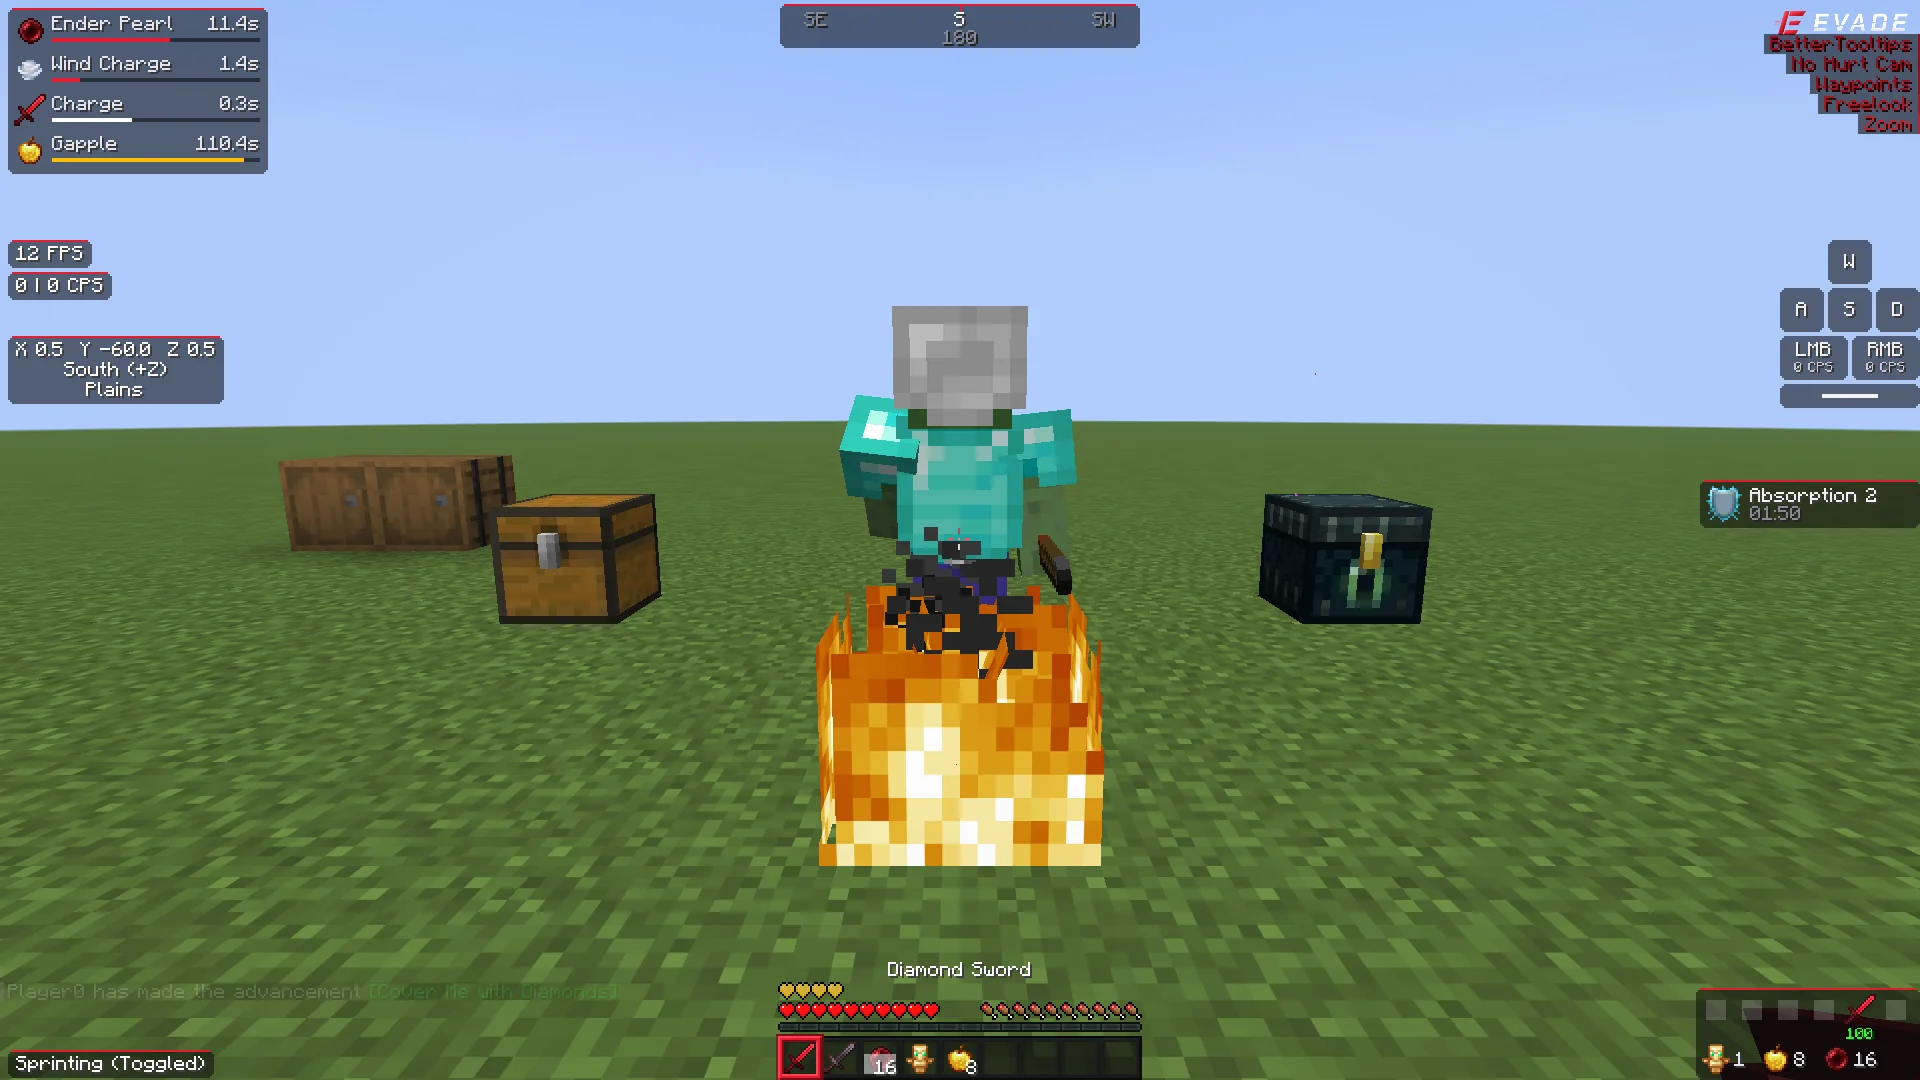 Ender Pearl 11.4s
Wind Charge 1.4s
Charge 0.3s
Gapple 110.4s
SE S SW
180
EVADE
Better Tooltips
No Hurt Cam
Waypoints
Freelook
Zoom
12 FPS
0 | 0 CPS
X 0.5 Y -60.0 Z 0.5
South (+Z)
Plains
W
A S D
LMB RMB
0 CPS 0 CPS
Absorption 2
01:50
Diamond Sword
Player0 has made the advancement [Cover Me with Diamonds]
Sprinting (Toggled)
16 8
100
1 8 16